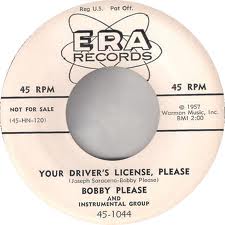 Reg U.S. Pat Off.
ERA
RECORDS
45 RPM
45 RPM
NOT FOR SALE
(45-HN-120)
℗ 1957
Warman Music, Inc.
BMI 2:00
YOUR DRIVER'S LICENSE, PLEASE
(Joseph Saraceno-Bobby Please)
BOBBY PLEASE
AND
INSTRUMENTAL GROUP
45-1044